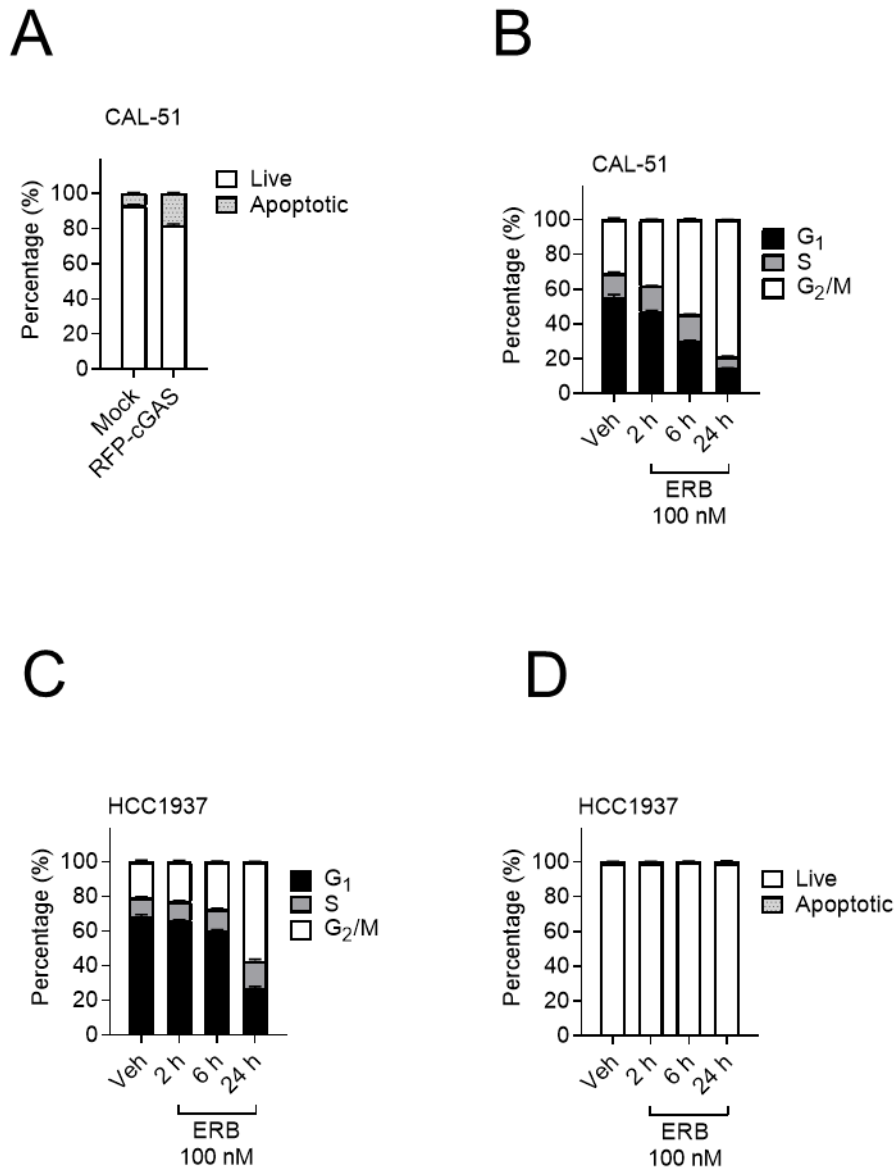 A
CAL-51
Percentage (%)
100
80
60
40
20
0
Mock
RFP-cGAS
Live
Apoptotic
B
CAL-51
Percentage (%)
100
80
60
40
20
0
Veh
2 h
6 h
24 h
ERB
100 nM
G₁
S
G₂/M
C
HCC1937
Percentage (%)
100
80
60
40
20
0
Veh
2 h
6 h
24 h
ERB
100 nM
G₁
S
G₂/M
D
HCC1937
Percentage (%)
100
80
60
40
20
0
Veh
2 h
6 h
24 h
ERB
100 nM
Live
Apoptotic